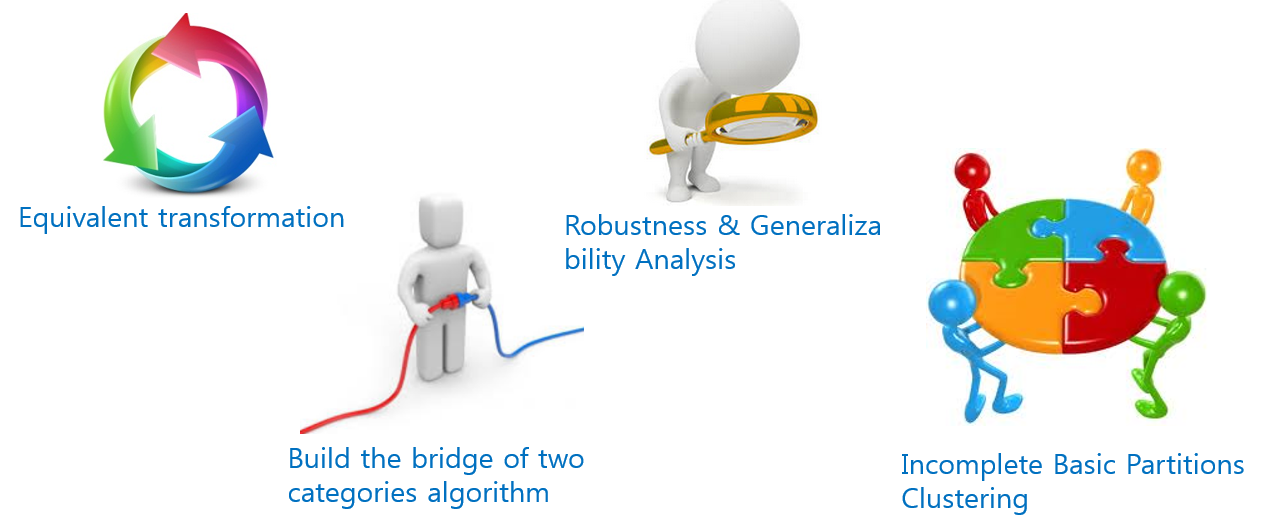 Equivalent transformation
Build the bridge of two
categories algorithm
Robustness & Generaliza
bility Analysis
Incomplete Basic Partitions
Clustering